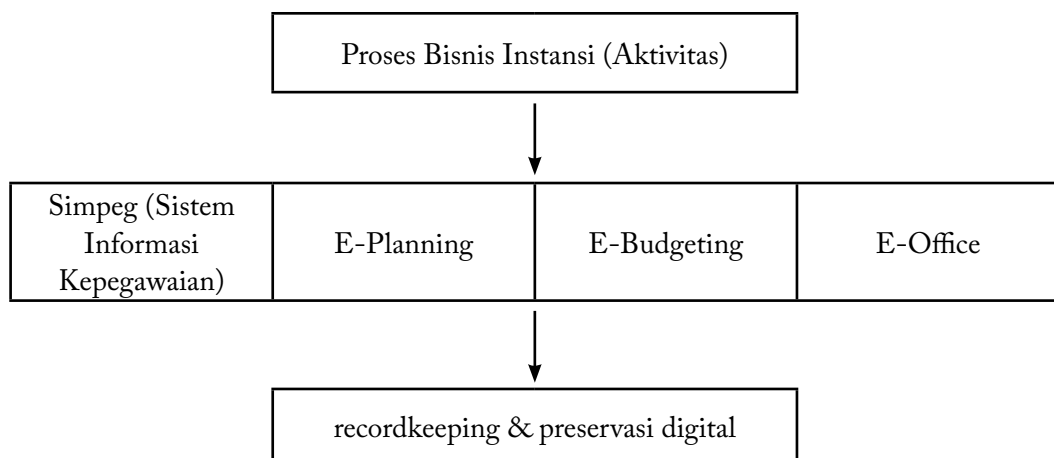 Proses Bisnis Instansi (Aktivitas)
Simpeg (Sistem
Informasi
Kepegawaian)
E-Planning
E-Budgeting
E-Office
recordkeeping & preservasi digital